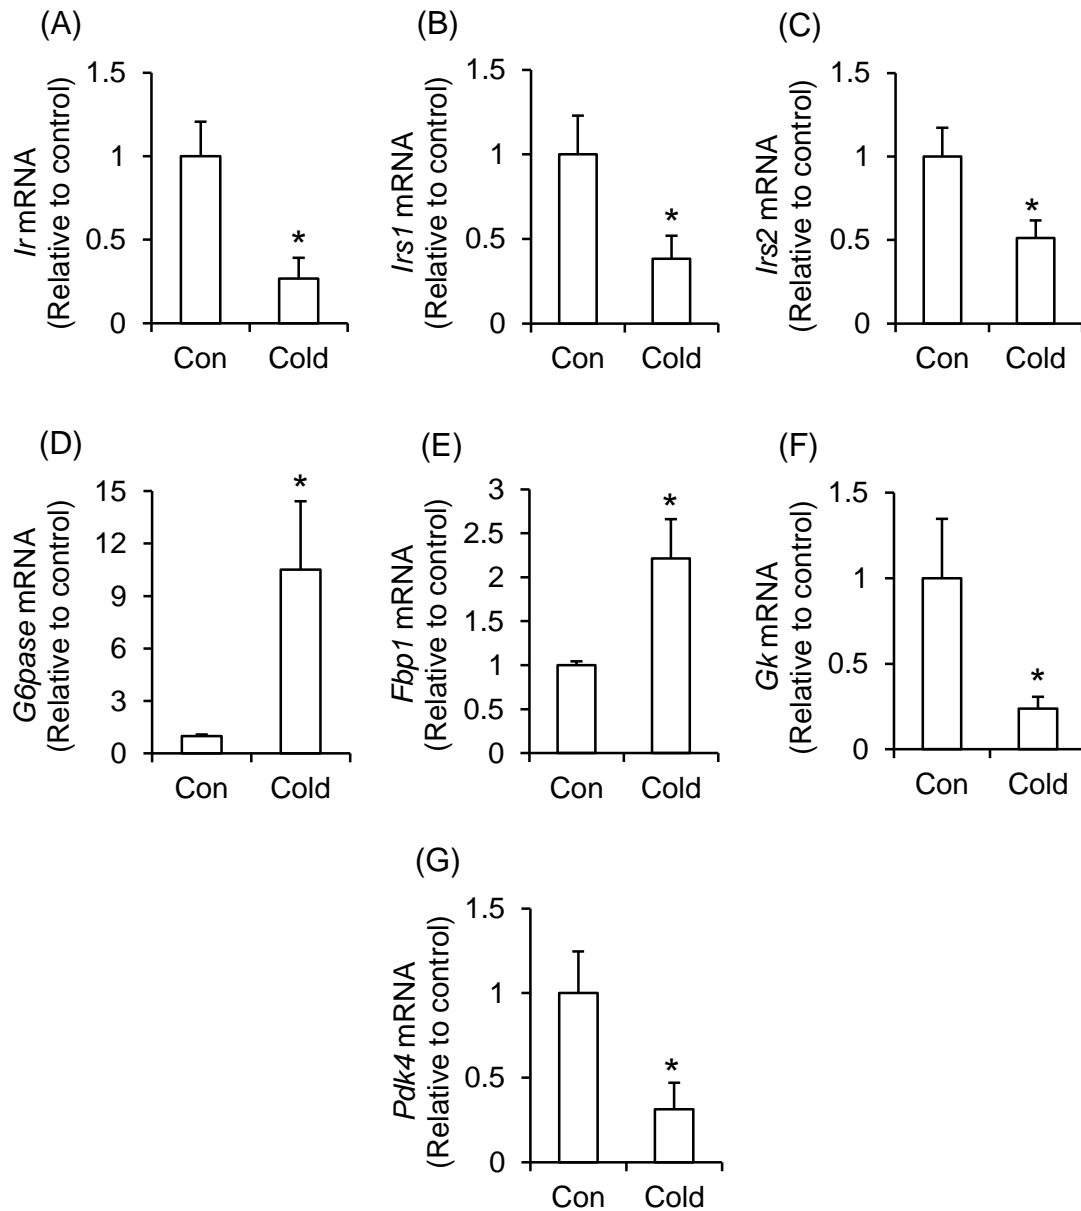 (A)
Ir mRNA
(Relative to control)
1.5
1
0.5
0
*
Con Cold
(B)
Irs1 mRNA
(Relative to control)
1.5
1
0.5
0
*
Con Cold
(C)
Irs2 mRNA
(Relative to control)
1.5
1
0.5
0
*
Con Cold
(D)
G6pase mRNA
(Relative to control)
15
12
9
6
3
0
*
Con Cold
(E)
Fbp1 mRNA
(Relative to control)
3
2.5
2
1.5
1
0.5
0
*
Con Cold
(F)
Gk mRNA
(Relative to control)
1.5
1
0.5
0
*
Con Cold
(G)
Pdk4 mRNA
(Relative to control)
1.5
1
0.5
0
*
Con Cold